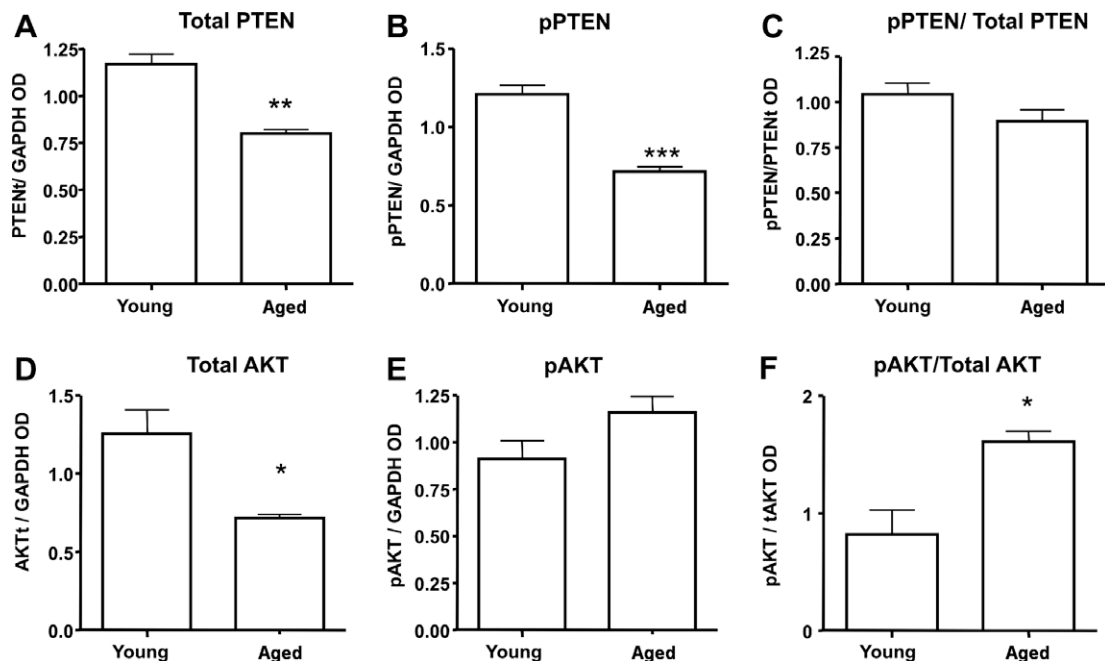 A Total PTEN
PTENt/ GAPDH OD
1.25
1.00
0.75
0.50
0.25
0.00
**
Young Aged
B pPTEN
pPTEN/ GAPDH OD
1.5
1.0
0.5
0.0
***
Young Aged
C pPTEN/ Total PTEN
pPTEN/PTENt OD
1.25
1.00
0.75
0.50
0.25
0.00
Young Aged
D Total AKT
AKTt / GAPDH OD
1.5
1.0
0.5
0.0
*
Young Aged
E pAKT
pAKT / GAPDH OD
1.25
1.00
0.75
0.50
1.25
0.00
Young Aged
F pAKT/Total AKT
pAKT / tAKT OD
2
1
0
*
Young Aged